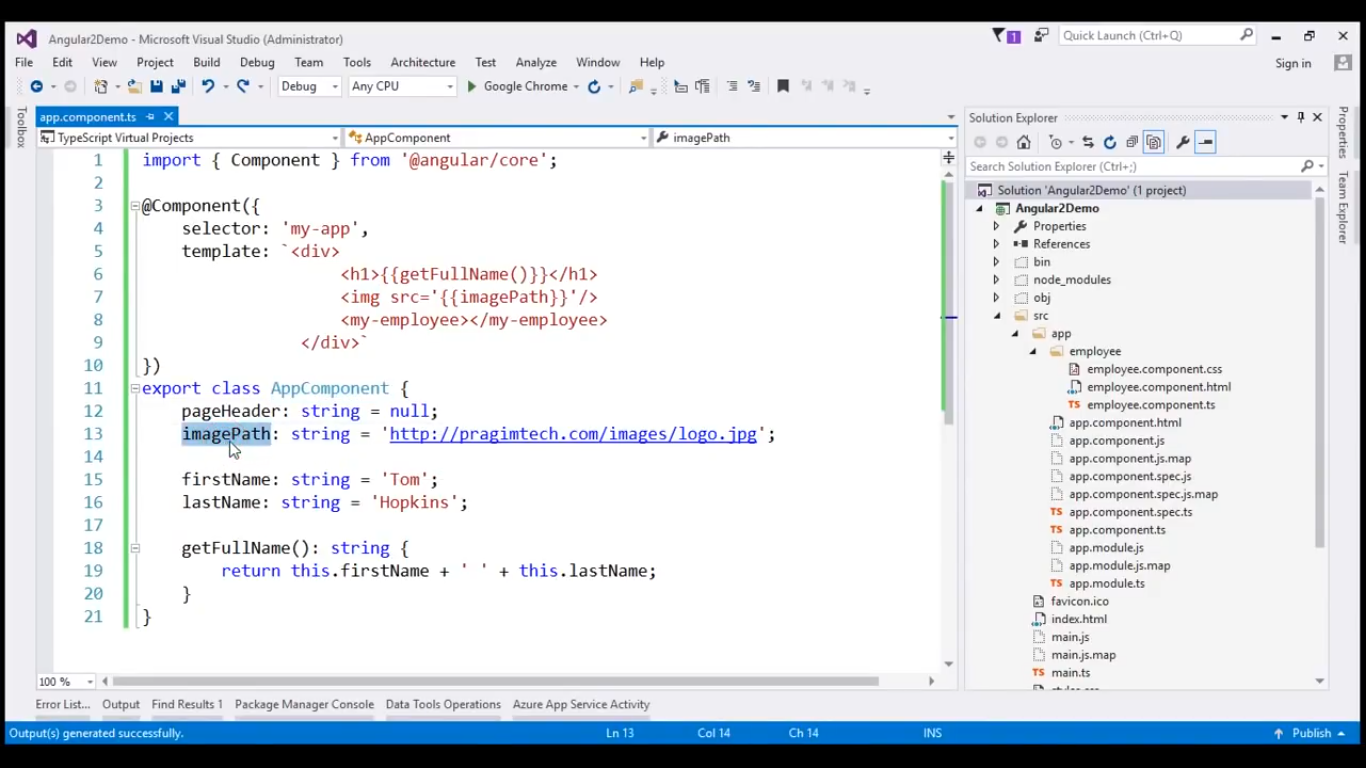 Angular2Demo - Microsoft Visual Studio (Administrator)
1
Quick Launch (Ctrl+Q)
File Edit View Project Build Debug Team Tools Architecture Test Analyze Window Help
Sign in
Debug Any CPU Google Chrome
Toolbox
app.component.ts
TypeScript Virtual Projects AppComponent imagePath
1 import { Component } from '@angular/core';
2
3 @Component({
4 selector: 'my-app',
5 template: `<div>
6 <h1>{{getFullName()}}</h1>
7 <img src='{{imagePath}}'/>
8 <my-employee></my-employee>
9 </div>`
10 })
11 export class AppComponent {
12 pageHeader: string = null;
13 imagePath: string = 'http://pragimtech.com/images/logo.jpg';
14
15 firstName: string = 'Tom';
16 lastName: string = 'Hopkins';
17
18 getFullName(): string {
19 return this.firstName + ' ' + this.lastName;
20 }
21 }
100 %
Solution Explorer
Search Solution Explorer (Ctrl+;)
Solution 'Angular2Demo' (1 project)
Angular2Demo
Properties
References
bin
node_modules
obj
src
app
employee
employee.component.css
employee.component.html
TS employee.component.ts
app.component.html
app.component.js
app.component.js.map
app.component.spec.js
app.component.spec.js.map
TS app.component.spec.ts
TS app.component.ts
app.module.js
app.module.js.map
TS app.module.ts
favicon.ico
index.html
main.js
main.js.map
TS main.ts
Properties
Team Explorer
Error List... Output Find Results 1 Package Manager Console Data Tools Operations Azure App Service Activity
Output(s) generated successfully. Ln 13 Col 14 Ch 14 INS Publish